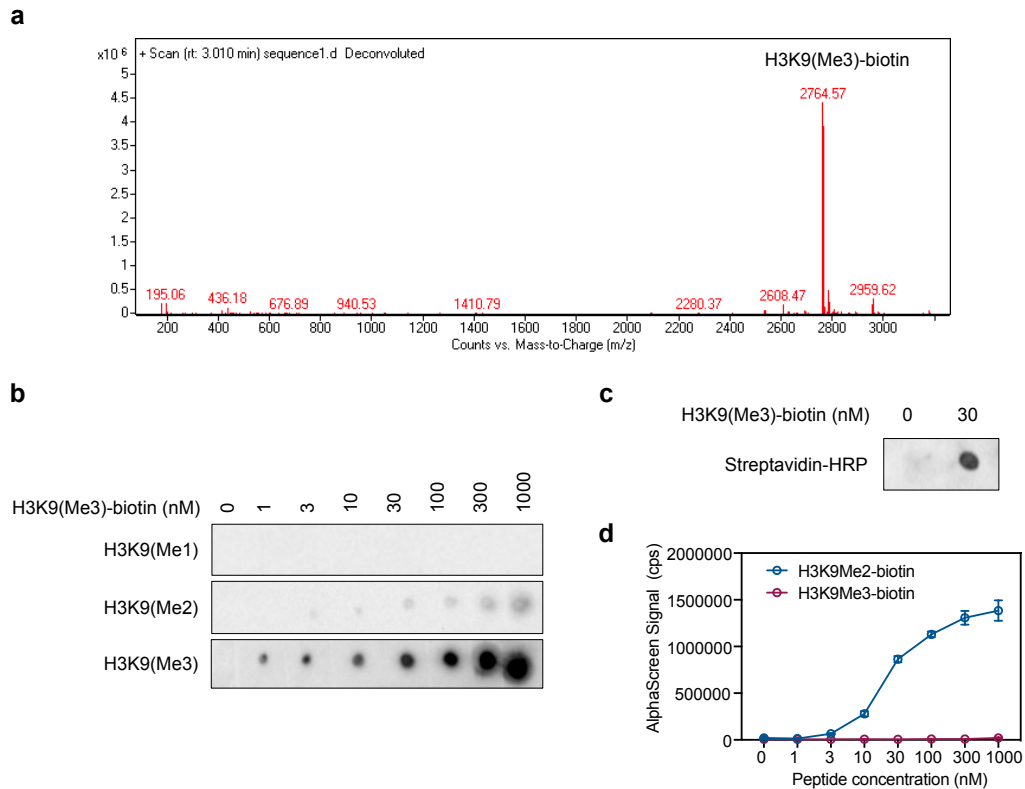 a
x10 6
+ Scan (rt: 3.010 min) sequence1.d Deconvoluted
H3K9(Me3)-biotin
5
4.5
4
3.5
3
2.5
2
1.5
1
0.5
0
2764.57
195.06
436.18
676.89
940.53
1410.79
2280.37
2608.47
2959.62
200 400 600 800 1000 1200 1400 1600 1800 2000 2200 2400 2600 2800 3000
Counts vs. Mass-to-Charge (m/z)
b
H3K9(Me3)-biotin (nM) 0 1 3 10 30 100 300 1000
H3K9(Me1)
H3K9(Me2)
H3K9(Me3)
c
H3K9(Me3)-biotin (nM) 0 30
Streptavidin-HRP
d
AlphaScreen Signal (cps)
2000000
1500000
1000000
500000
0
H3K9Me2-biotin
H3K9Me3-biotin
0 1 3 10 30 100 300 1000
Peptide concentration (nM)